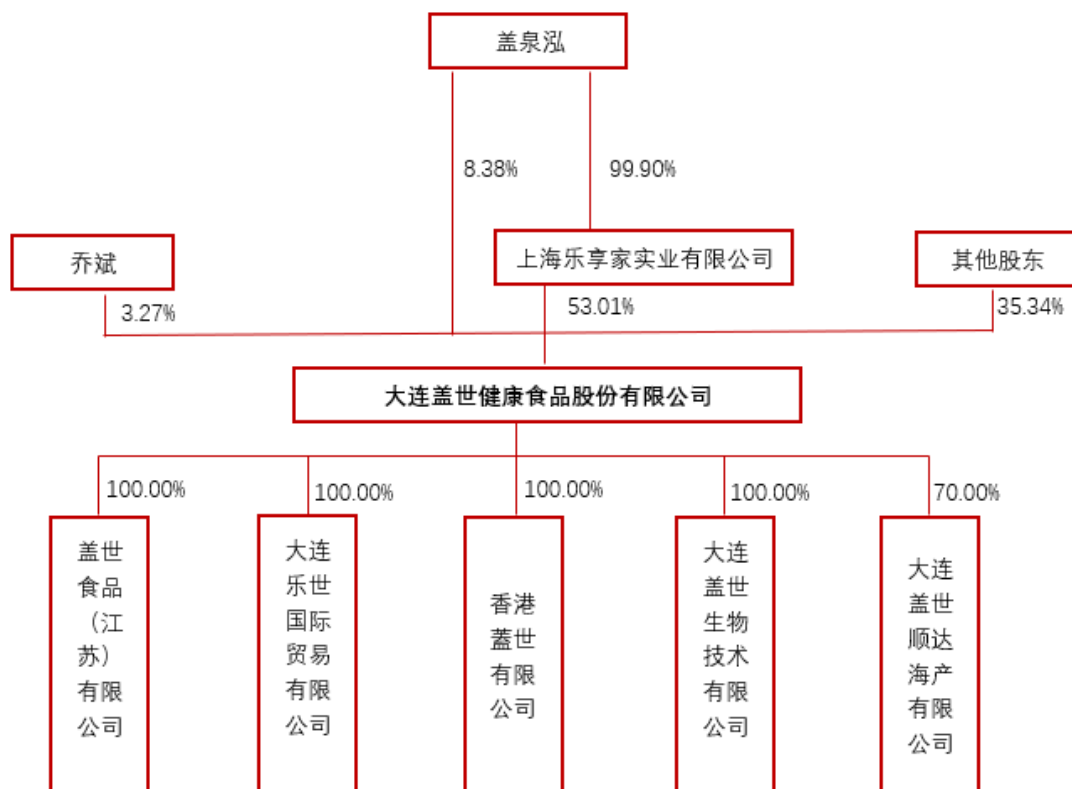 盖泉泓
8.38%
99.90%
乔斌
上海乐享家实业有限公司
其他股东
3.27%
53.01%
35.34%
大连盖世健康食品股份有限公司
100.00%
100.00%
100.00%
100.00%
70.00%
盖世
食品
（江
苏）
有限
公司
大连
乐世
国际
贸易
有限
公司
香港
蓋世
有限
公司
大连
盖世
生物
技术
有限
公司
大连
盖世
顺达
海产
有限
公司